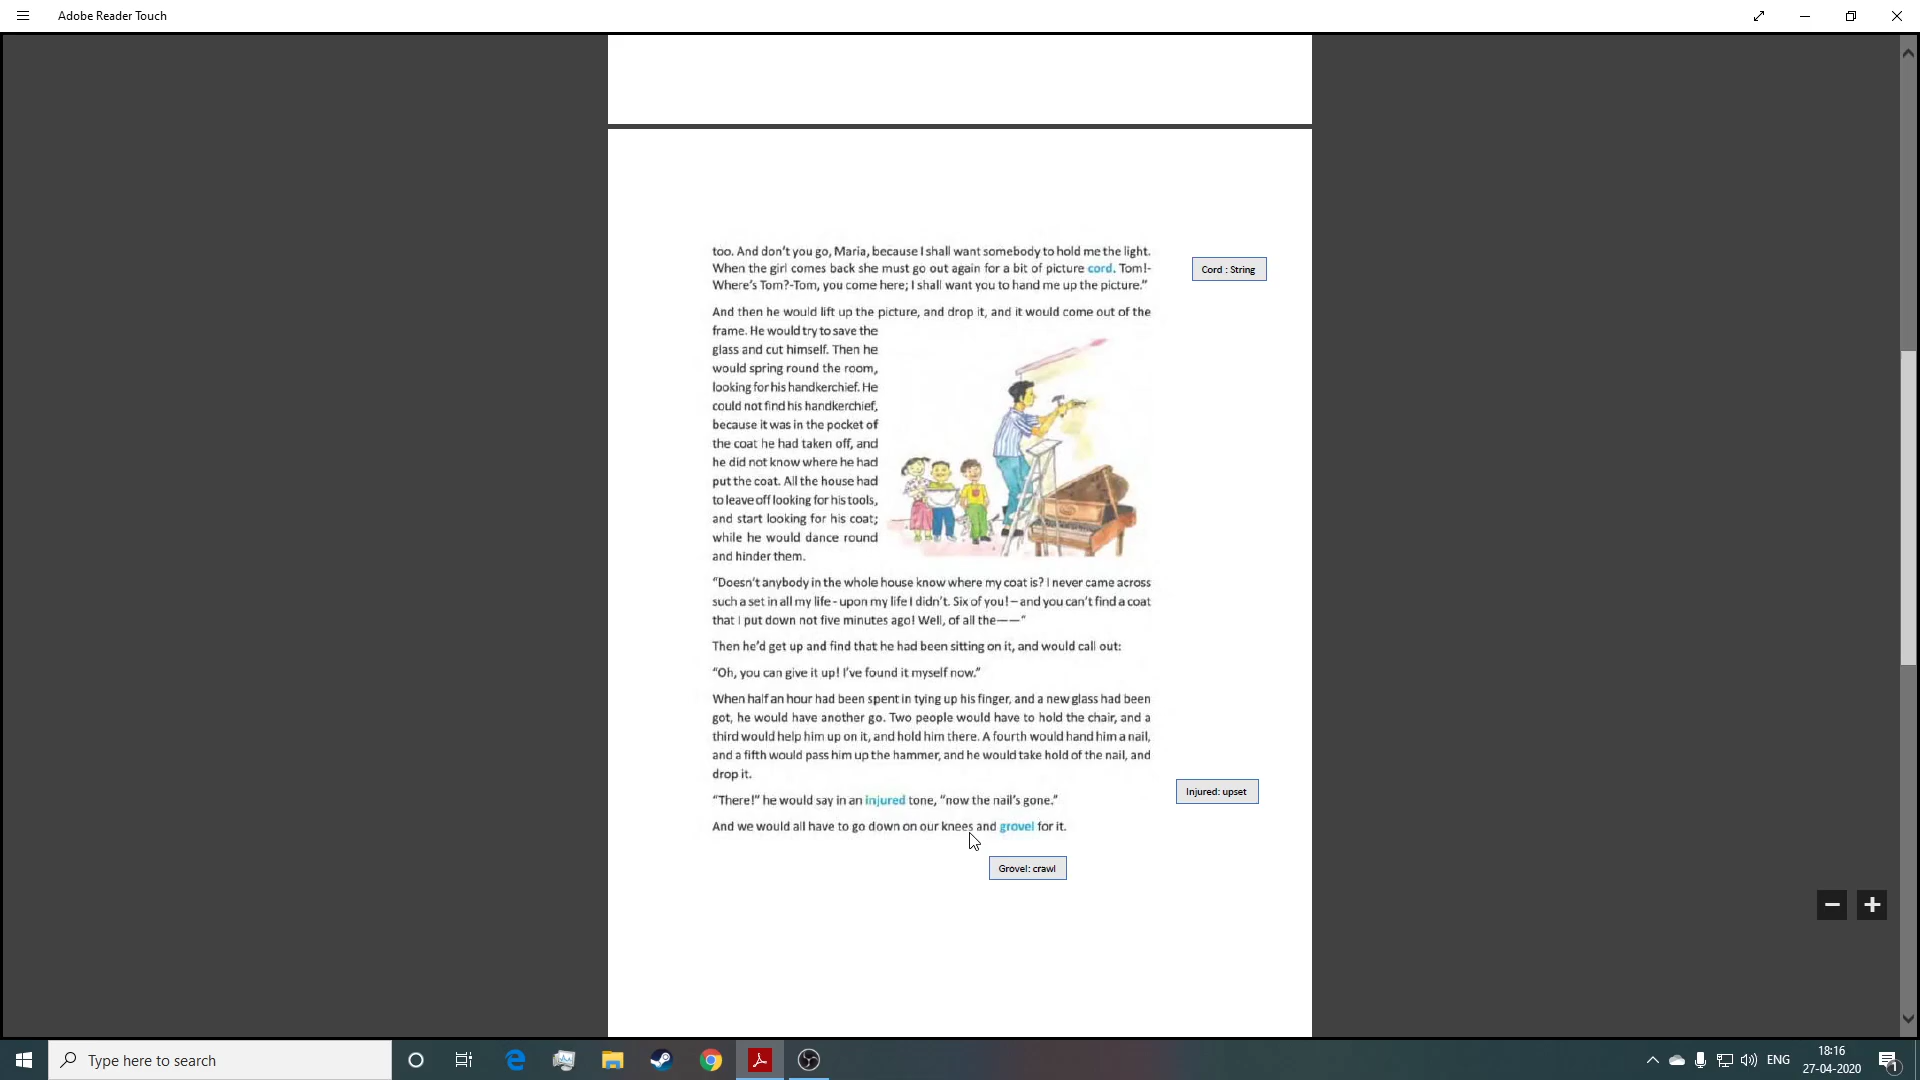 Adobe Reader Touch
too. And don't you go, Maria, because I shall want somebody to hold me the light.
When the girl comes back she must go out again for a bit of picture cord. Tom!-
Where's Tom?-Tom, you come here; I shall want you to hand me up the picture.”
Cord : String
And then he would lift up the picture, and drop it, and it would come out of the
frame. He would try to save the
glass and cut himself. Then he
would spring round the room,
looking for his handkerchief. He
could not find his handkerchief,
because it was in the pocket of
the coat he had taken off, and
he did not know where he had
put the coat. All the house had
to leave off looking for his tools,
and start looking for his coat;
while he would dance round
and hinder them.
“Doesn't anybody in the whole house know where my coat is? I never came across
such a set in all my life - upon my life I didn't. Six of you! – and you can't find a coat
that I put down not five minutes ago! Well, of all the——”
Then he'd get up and find that he had been sitting on it, and would call out:
“Oh, you can give it up! I've found it myself now.”
When half an hour had been spent in tying up his finger, and a new glass had been
got, he would have another go. Two people would have to hold the chair, and a
third would help him up on it, and hold him there. A fourth would hand him a nail,
and a fifth would pass him up the hammer, and he would take hold of the nail, and
drop it.
“There!” he would say in an injured tone, “now the nail's gone.”
Injured: upset
And we would all have to go down on our knees and grovel for it.
Grovel: crawl
Type here to search
ENG
18:16
27-04-2020
1